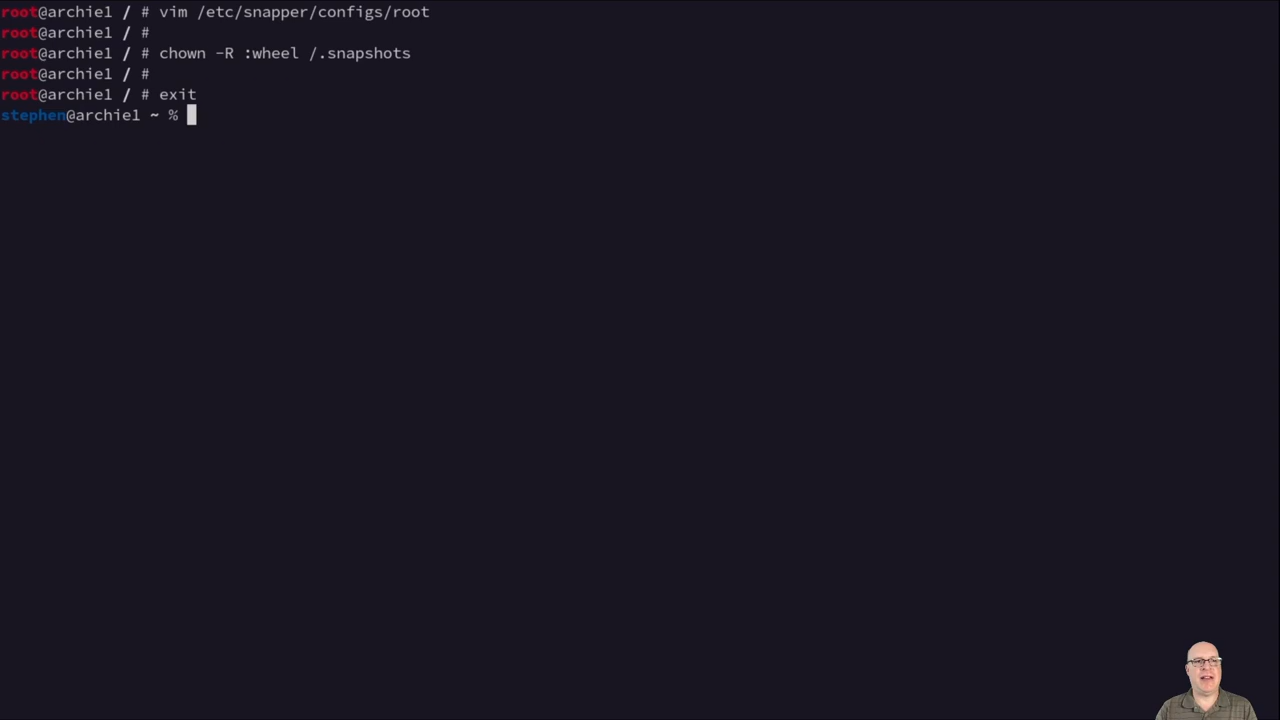 root@archie1 / # vim /etc/snapper/configs/root
root@archie1 / #
root@archie1 / # chown -R :wheel /.snapshots
root@archie1 / #
root@archie1 / # exit
stephen@archie1 ~ %